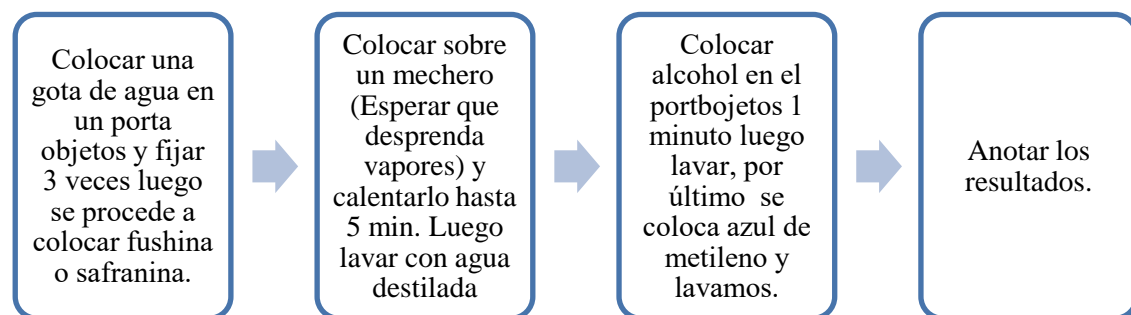 Colocar una
gota de agua en
un porta
objetos y fijar
3 veces luego
se procede a
colocar fushina
o safranina.
Colocar sobre
un mechero
(Esperar que
desprenda
vapores) y
calentarlo hasta
5 min. Luego
lavar con agua
destilada
Colocar
alcohol en el
portbojetos 1
minuto luego
lavar, por
último se
coloca azul de
metileno y
lavamos.
Anotar los
resultados.